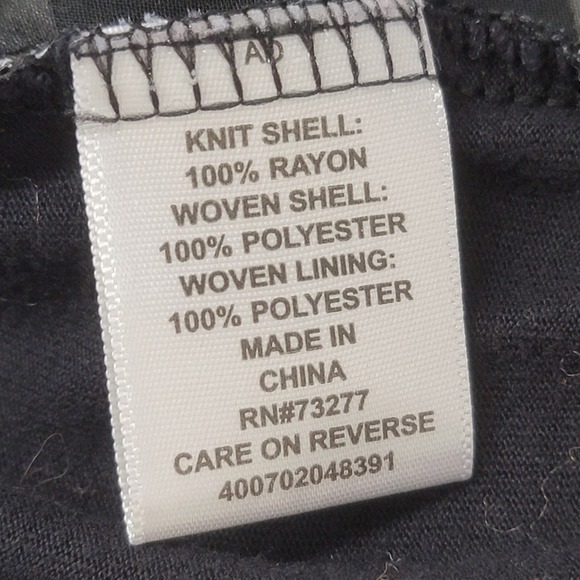 AD
KNIT SHELL:
100% RAYON
WOVEN SHELL:
100% POLYESTER
WOVEN LINING:
100% POLYESTER
MADE IN
CHINA
RN#73277
CARE ON REVERSE
400702048391